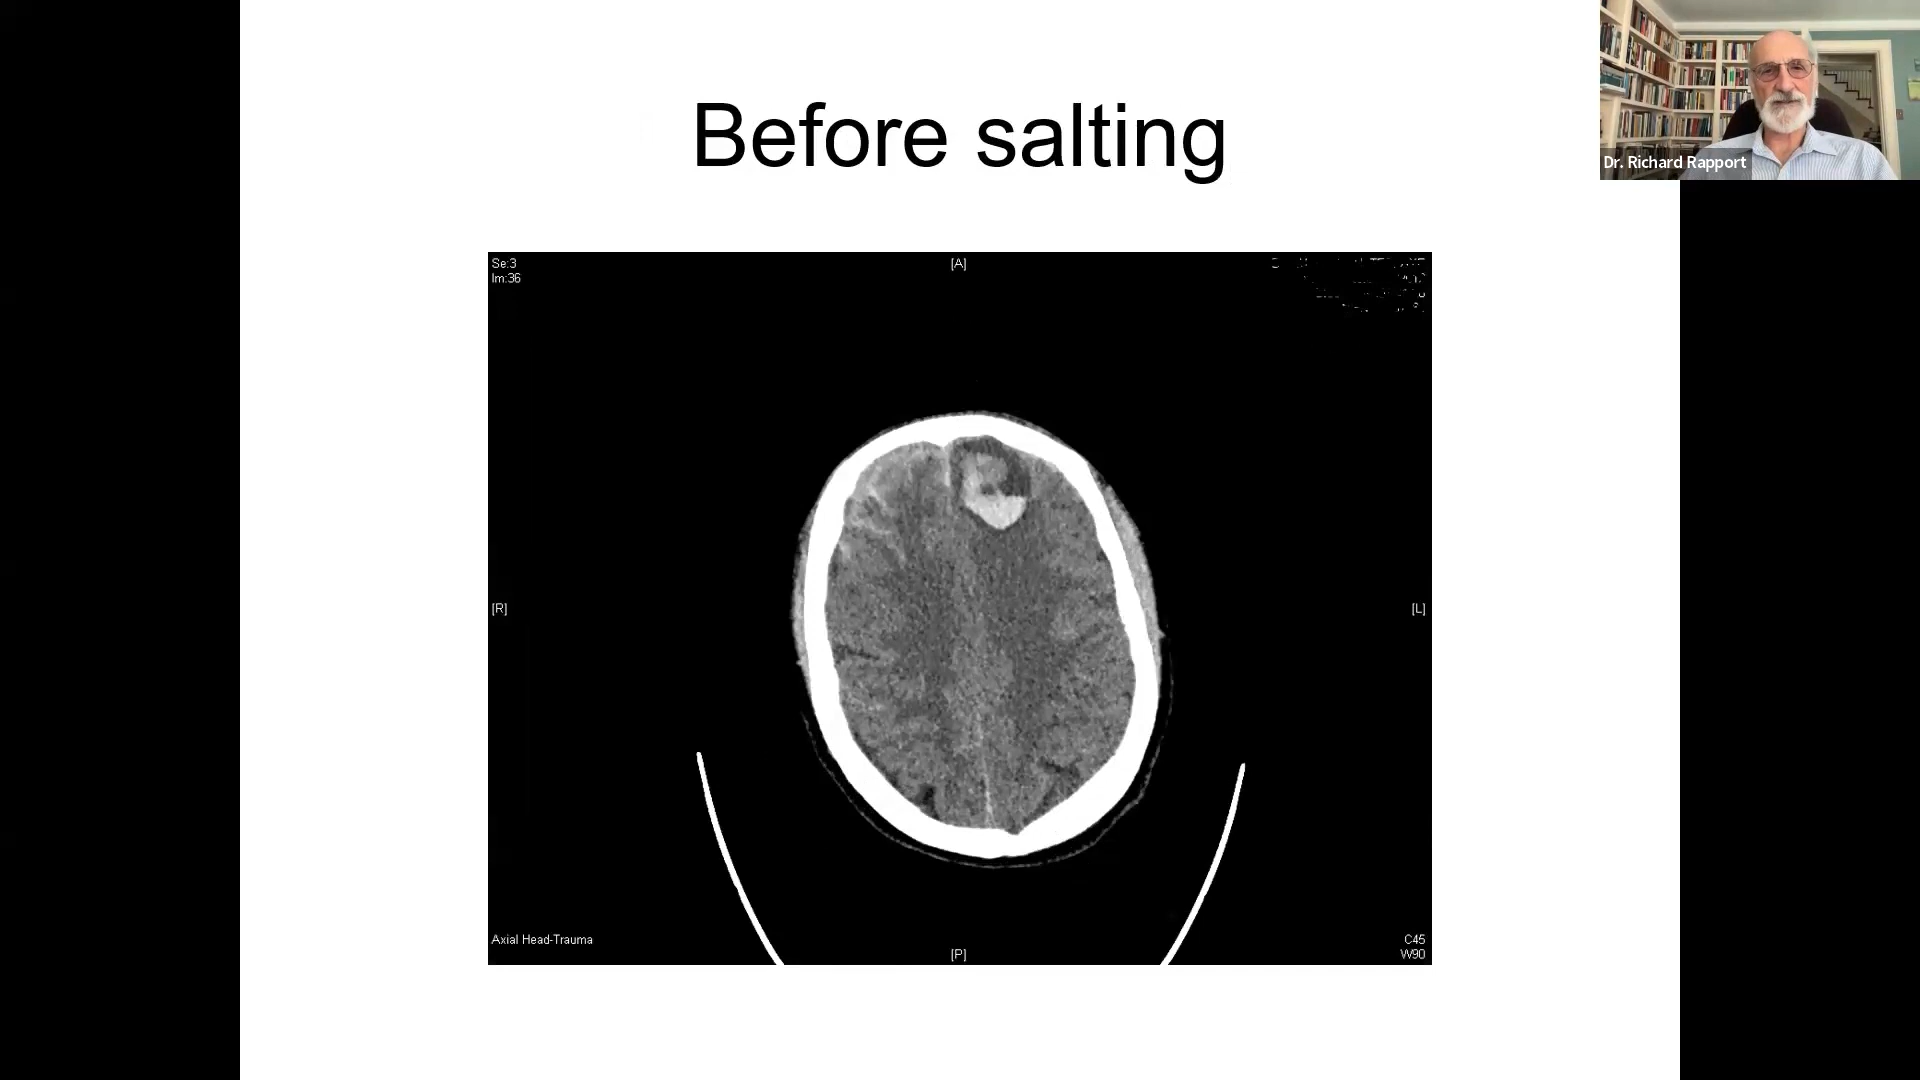 Before salting
Dr. Richard Rapport
Se:3
Im:36
[A]
[R]
[L]
Axial Head-Trauma
[P]
C45
W90